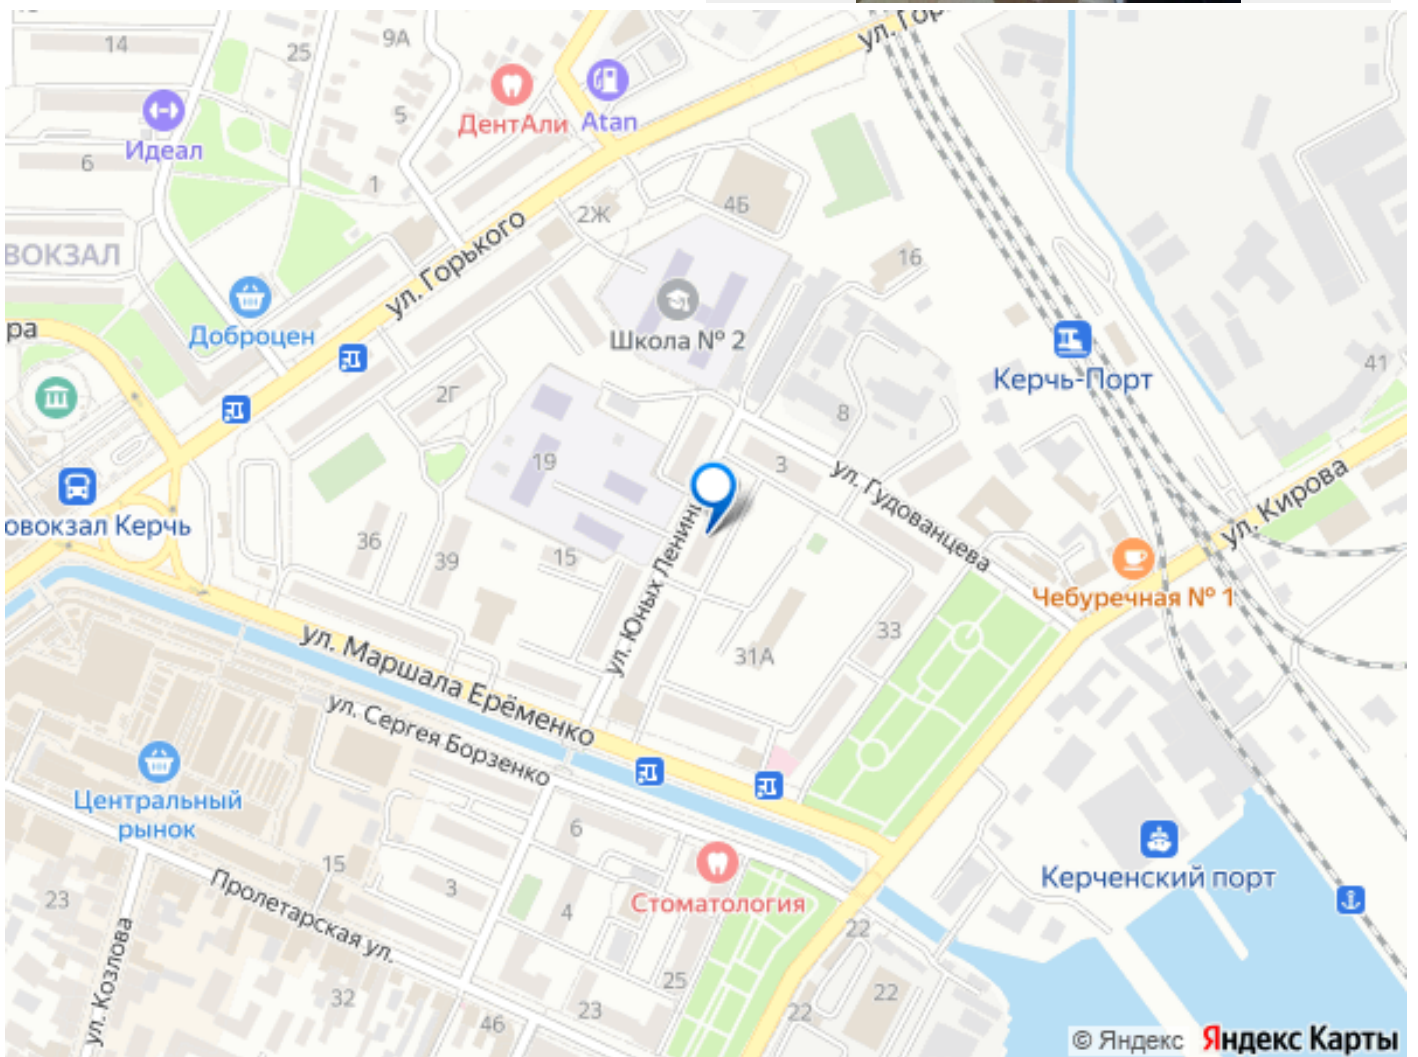 14
25
9А
ул. Горь
ДентАли
Atan
Идеал
5
6
1
4Б
2Ж
ВОКЗАЛ
ул. Горького
16
Доброцен
ра
Школа № 2
Керчь-Порт
41
2Г
8
19
3
ул. Гудованцева
ул. Кирова
овокзал Керчь
36
39
15
ул. Юных Ленинц
Чебуречная № 1
33
31А
ул. Маршала Ерёменко
ул. Сергея Борзенко
Центральный
рынок
6
15
3
4
Стоматология
Керченский порт
23
Пролетарская ул.
ул. Козлова
22
25
32
23
46
22
22
© Яндекс Яндекс Карты